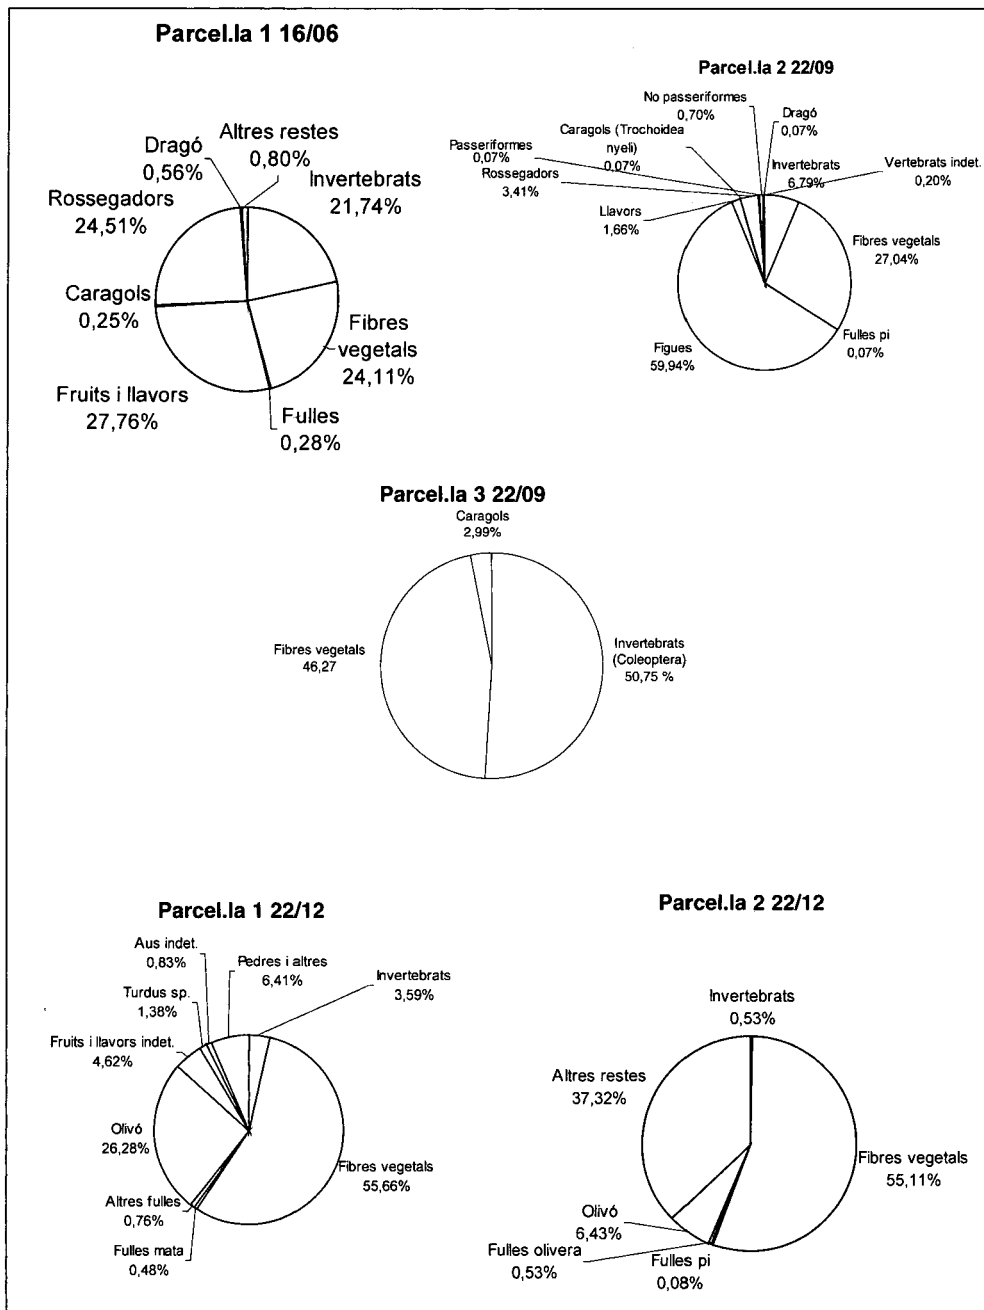 Parcel.la 1 16/06
Altres restes
0,80%
Dragó
0,56%
Invertebrats
21,74%
Rossegadors
24,51%
Caragols
0,25%
Fibres
vegetals
24,11%
Fruits i llavors
27,76%
Fulles
0,28%
Parcel.la 2 22/09
No passeriformes
0,70%
Dragó
0,07%
Caragols (Trochoidea
nyeli)
0,07%
Passeriformes
0,07%
Rossegadors
3,41%
Invertebrats
6,79%
Vertebrats indet.
0,20%
Llavors
1,66%
Fibres vegetals
27,04%
Figues
59,94%
Fulles pi
0,07%
Parcel.la 3 22/09
Caragols
2,99%
Fibres vegetals
46,27
Invertebrats
(Coleoptera)
50,75 %
Parcel.la 1 22/12
Aus indet.
0,83%
Pedres i altres
6,41%
Invertebrats
3,59%
Turdus sp.
1,38%
Fruits i llavors indet.
4,62%
Olivó
26,28%
Fibres vegetals
55,66%
Altres fulles
0,76%
Fulles mata
0,48%
Parcel.la 2 22/12
Invertebrats
0,53%
Altres restes
37,32%
Fibres vegetals
55,11%
Olivó
6,43%
Fulles olivera
0,53%
Fulles pi
0,08%